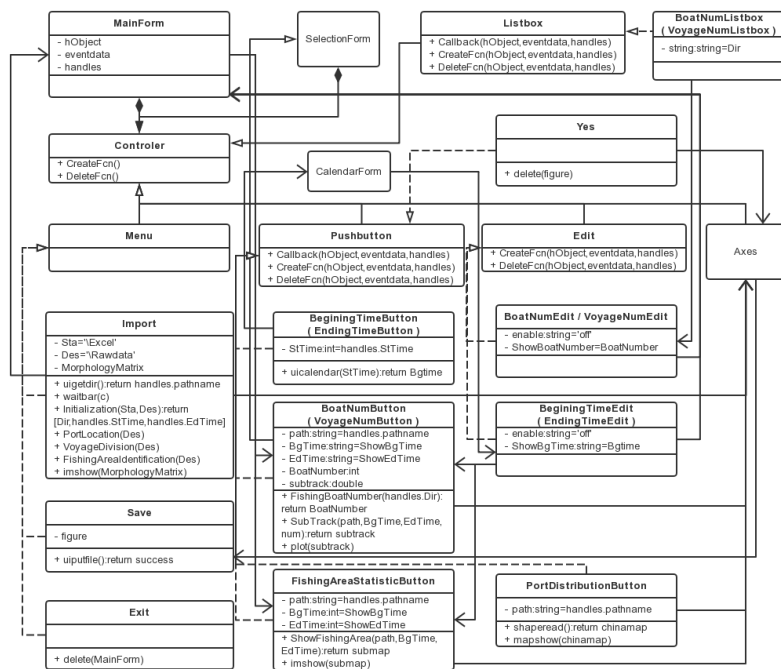 MainForm
- hObject
- eventdata
- handles
SelectionForm
Listbox
+ Callback(hObject,eventdata,handles)
+ CreateFcn(hObject,eventdata,handles)
+ DeleteFcn(hObject,eventdata,handles)
BoatNumListbox
( VoyageNumListbox )
- string:string=Dir
Controler
+ CreateFcn()
+ DeleteFcn()
CalendarForm
Yes
+ delete(figure)
Menu
Pushbutton
+ Callback(hObject,eventdata,handles)
+ CreateFcn(hObject,eventdata,handles)
+ DeleteFcn(hObject,eventdata,handles)
Edit
+ CreateFcn(hObject,eventdata,handles)
+ DeleteFcn(hObject,eventdata,handles)
Axes
Import
- Sta='\Excel'
- Des='\Rawdata'
- MorphologyMatrix
+ uigetdir():return handles.pathname
+ waitbar(c)
+ Initialization(Sta,Des):return
[Dir,handles.StTime,handles.EdTime]
+ PortLocation(Des)
+ VoyageDivision(Des)
+ FishingAreaIdentification(Des)
+ imshow(MorphologyMatrix)
BeginingTimeButton
( EndingTimeButton )
- StTime:int=handles.StTime
+ uicalendar(StTime):return Bgtime
BoatNumEdit / VoyageNumEdit
- enable:string='off'
- ShowBoatNumber=BoatNumber
BoatNumButton
( VoyageNumButton )
- path:string=handles.pathname
- BgTime:string=ShowBgTime
- EdTime:string=ShowEdTime
- BoatNumber:int
- subtrack:double
+ FishingBoatNumber(handles.Dir):
return BoatNumber
+ SubTrack(path,BgTime,EdTime,
num):return subtrack
+ plot(subtrack)
BeginingTimeEdit
( EndingTimeEdit )
- enable:string='off'
- ShowBgTime:string=Bgtime
Save
- figure
+ uiputfile():return success
FishingAreaStatisticButton
- path:string=handles.pathname
- BgTime:int=ShowBgTime
- EdTime:int=ShowEdTime
+ ShowFishingArea(path,BgTime,
EdTime):return submap
+ imshow(submap)
PortDistributionButton
- path:string=handles.pathname
+ shaperead():return chinamap
+ mapshow(chinamap)
Exit
+ delete(MainForm)